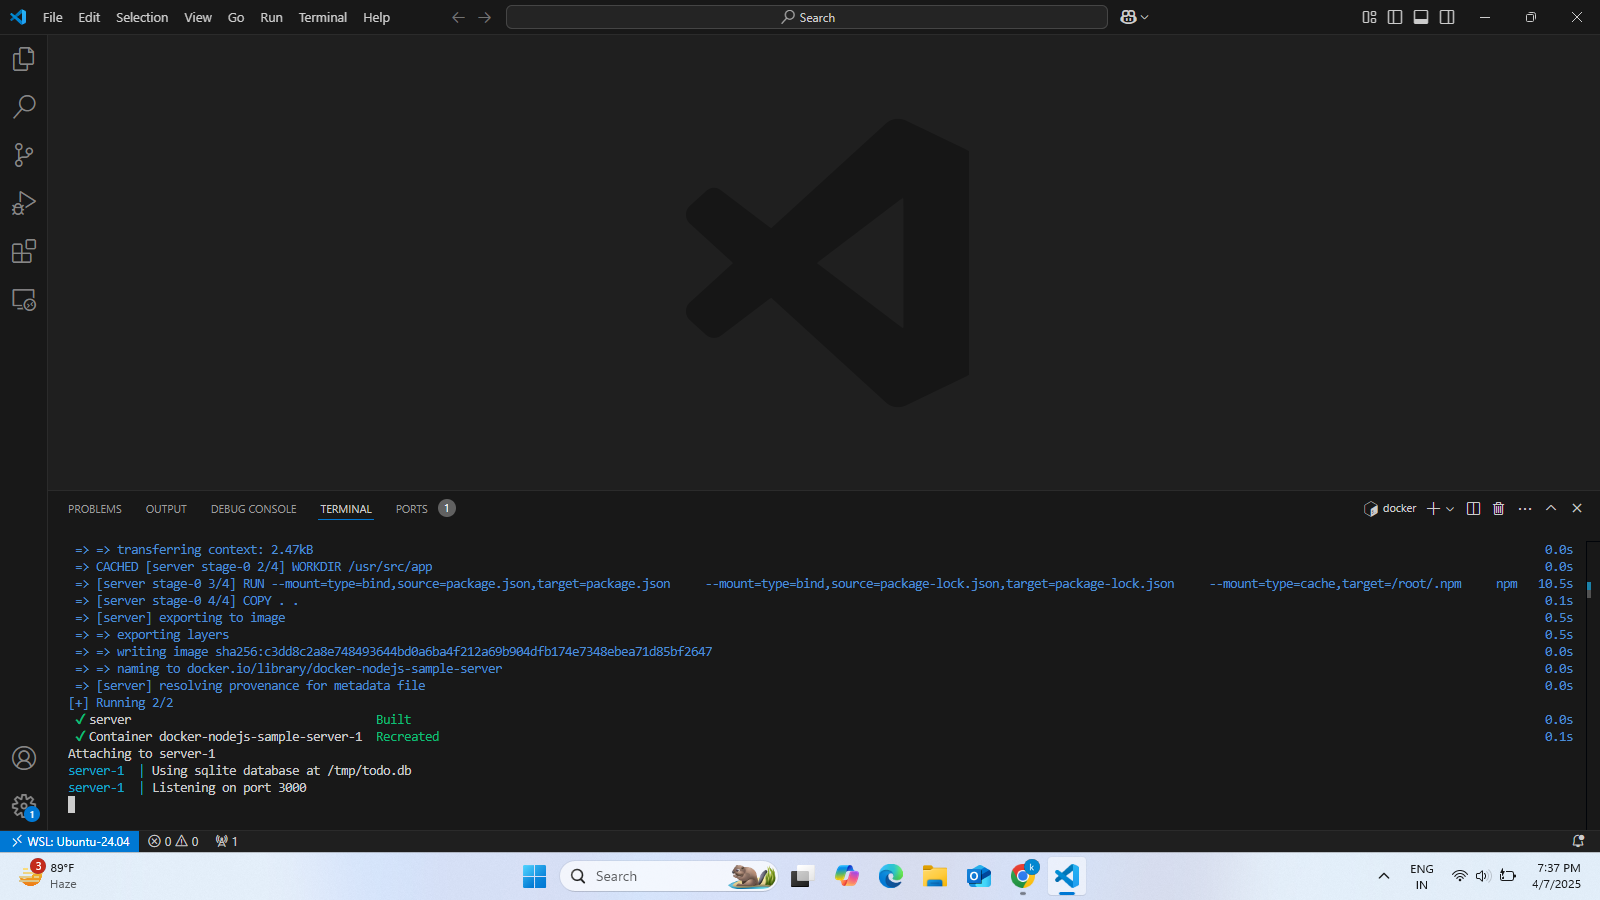 File Edit Selection View Go Run Terminal Help Search
PROBLEMS OUTPUT DEBUG CONSOLE TERMINAL PORTS 1 docker
=> => transferring context: 2.47kB 0.0s
=> CACHED [server stage-0 2/4] WORKDIR /usr/src/app 0.0s
=> [server stage-0 3/4] RUN --mount=type=bind,source=package.json,target=package.json --mount=type=bind,source=package-lock.json,target=package-lock.json --mount=type=cache,target=/root/.npm npm 10.5s
=> [server stage-0 4/4] COPY . . 0.1s
=> [server] exporting to image 0.5s
=> => exporting layers 0.5s
=> => writing image sha256:c3dd8c2a8e748493644bd0a6ba4f212a69b904dfb174e7348ebea71d85bf2647 0.0s
=> => naming to docker.io/library/docker-nodejs-sample-server 0.0s
=> [server] resolving provenance for metadata file 0.0s
[+] Running 2/2
✔ server Built 0.0s
✔ Container docker-nodejs-sample-server-1 Recreated 0.1s
Attaching to server-1
server-1 | Using sqlite database at /tmp/todo.db
server-1 | Listening on port 3000
1
WSL: Ubuntu-24.04 0 0 1
3 89°F
Haze
Search
k
ENG
IN
7:37 PM
4/7/2025